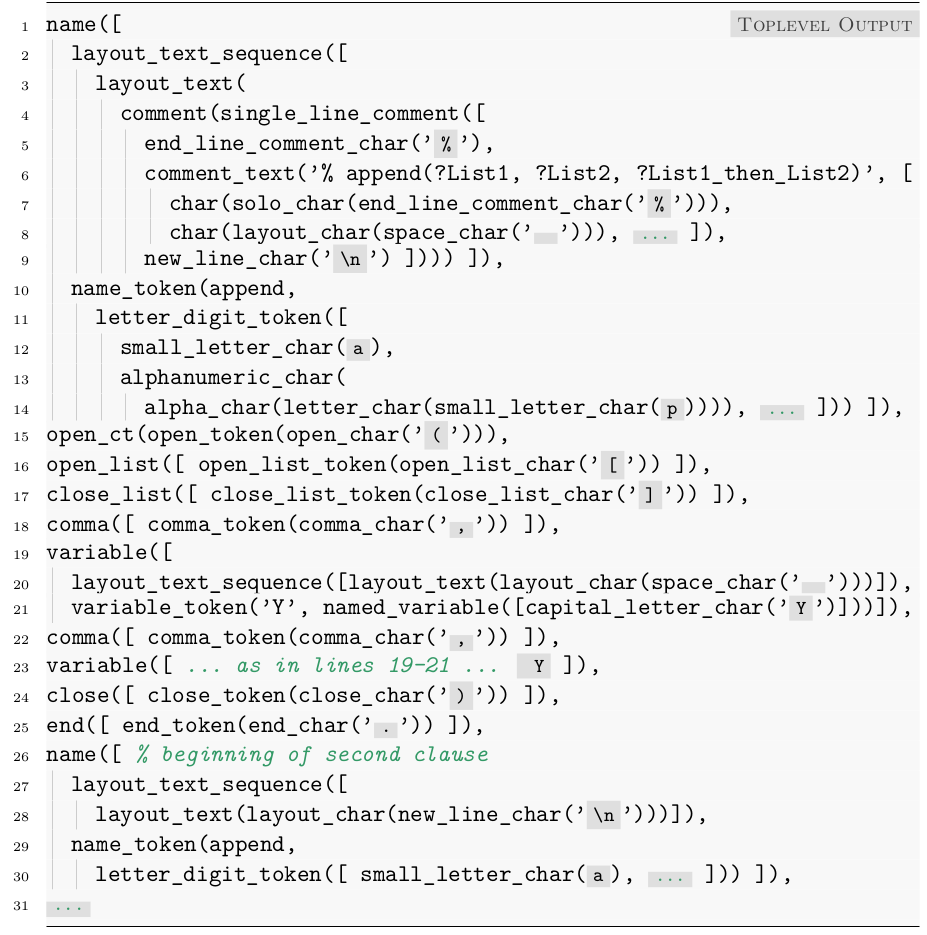 Toplevel Output
1 name([
2 layout_text_sequence([
3 layout_text(
4 comment(single_line_comment([
5 end_line_comment_char('%'),
6 comment_text('% append(?List1, ?List2, ?List1_then_List2)', [
7 char(solo_char(end_line_comment_char('%'))),
8 char(layout_char(space_char(' '))), ... ]),
9 new_line_char('\n') ]))) ]),
10 name_token(append,
11 letter_digit_token([
12 small_letter_char(a),
13 alphanumeric_char(
14 alpha_char(letter_char(small_letter_char(p)))), ... ])) ]),
15 open_ct(open_token(open_char('('))),
16 open_list([ open_list_token(open_list_char('[')) ]),
17 close_list([ close_list_token(close_list_char(']')) ]),
18 comma([ comma_token(comma_char(',')) ]),
19 variable([
20 layout_text_sequence([layout_text(layout_char(space_char(' ')))]),
21 variable_token('Y', named_variable([capital_letter_char('Y')]))]),
22 comma([ comma_token(comma_char(',')) ]),
23 variable([ ... as in lines 19-21 ... Y ]),
24 close([ close_token(close_char(')')) ]),
25 end([ end_token(end_char('.')) ]),
26 name([ % beginning of second clause
27 layout_text_sequence([
28 layout_text(layout_char(new_line_char('\n')))]),
29 name_token(append,
30 letter_digit_token([ small_letter_char(a), ... ])) ]),
31 ...